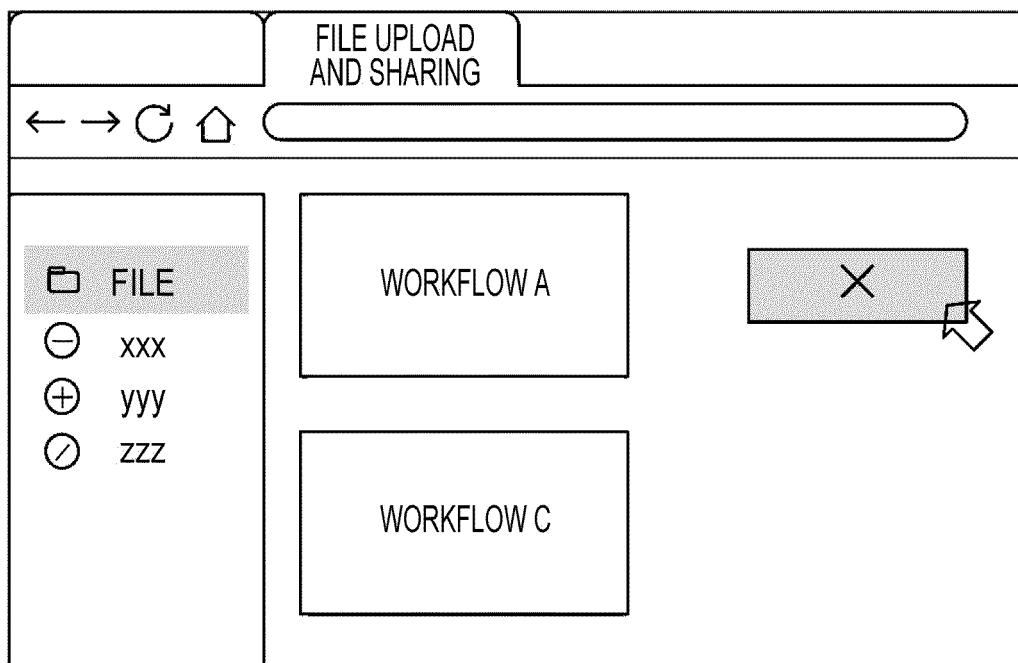 FILE UPLOAD
AND SHARING
FILE
xxx
yyy
zzz
WORKFLOW A
WORKFLOW C